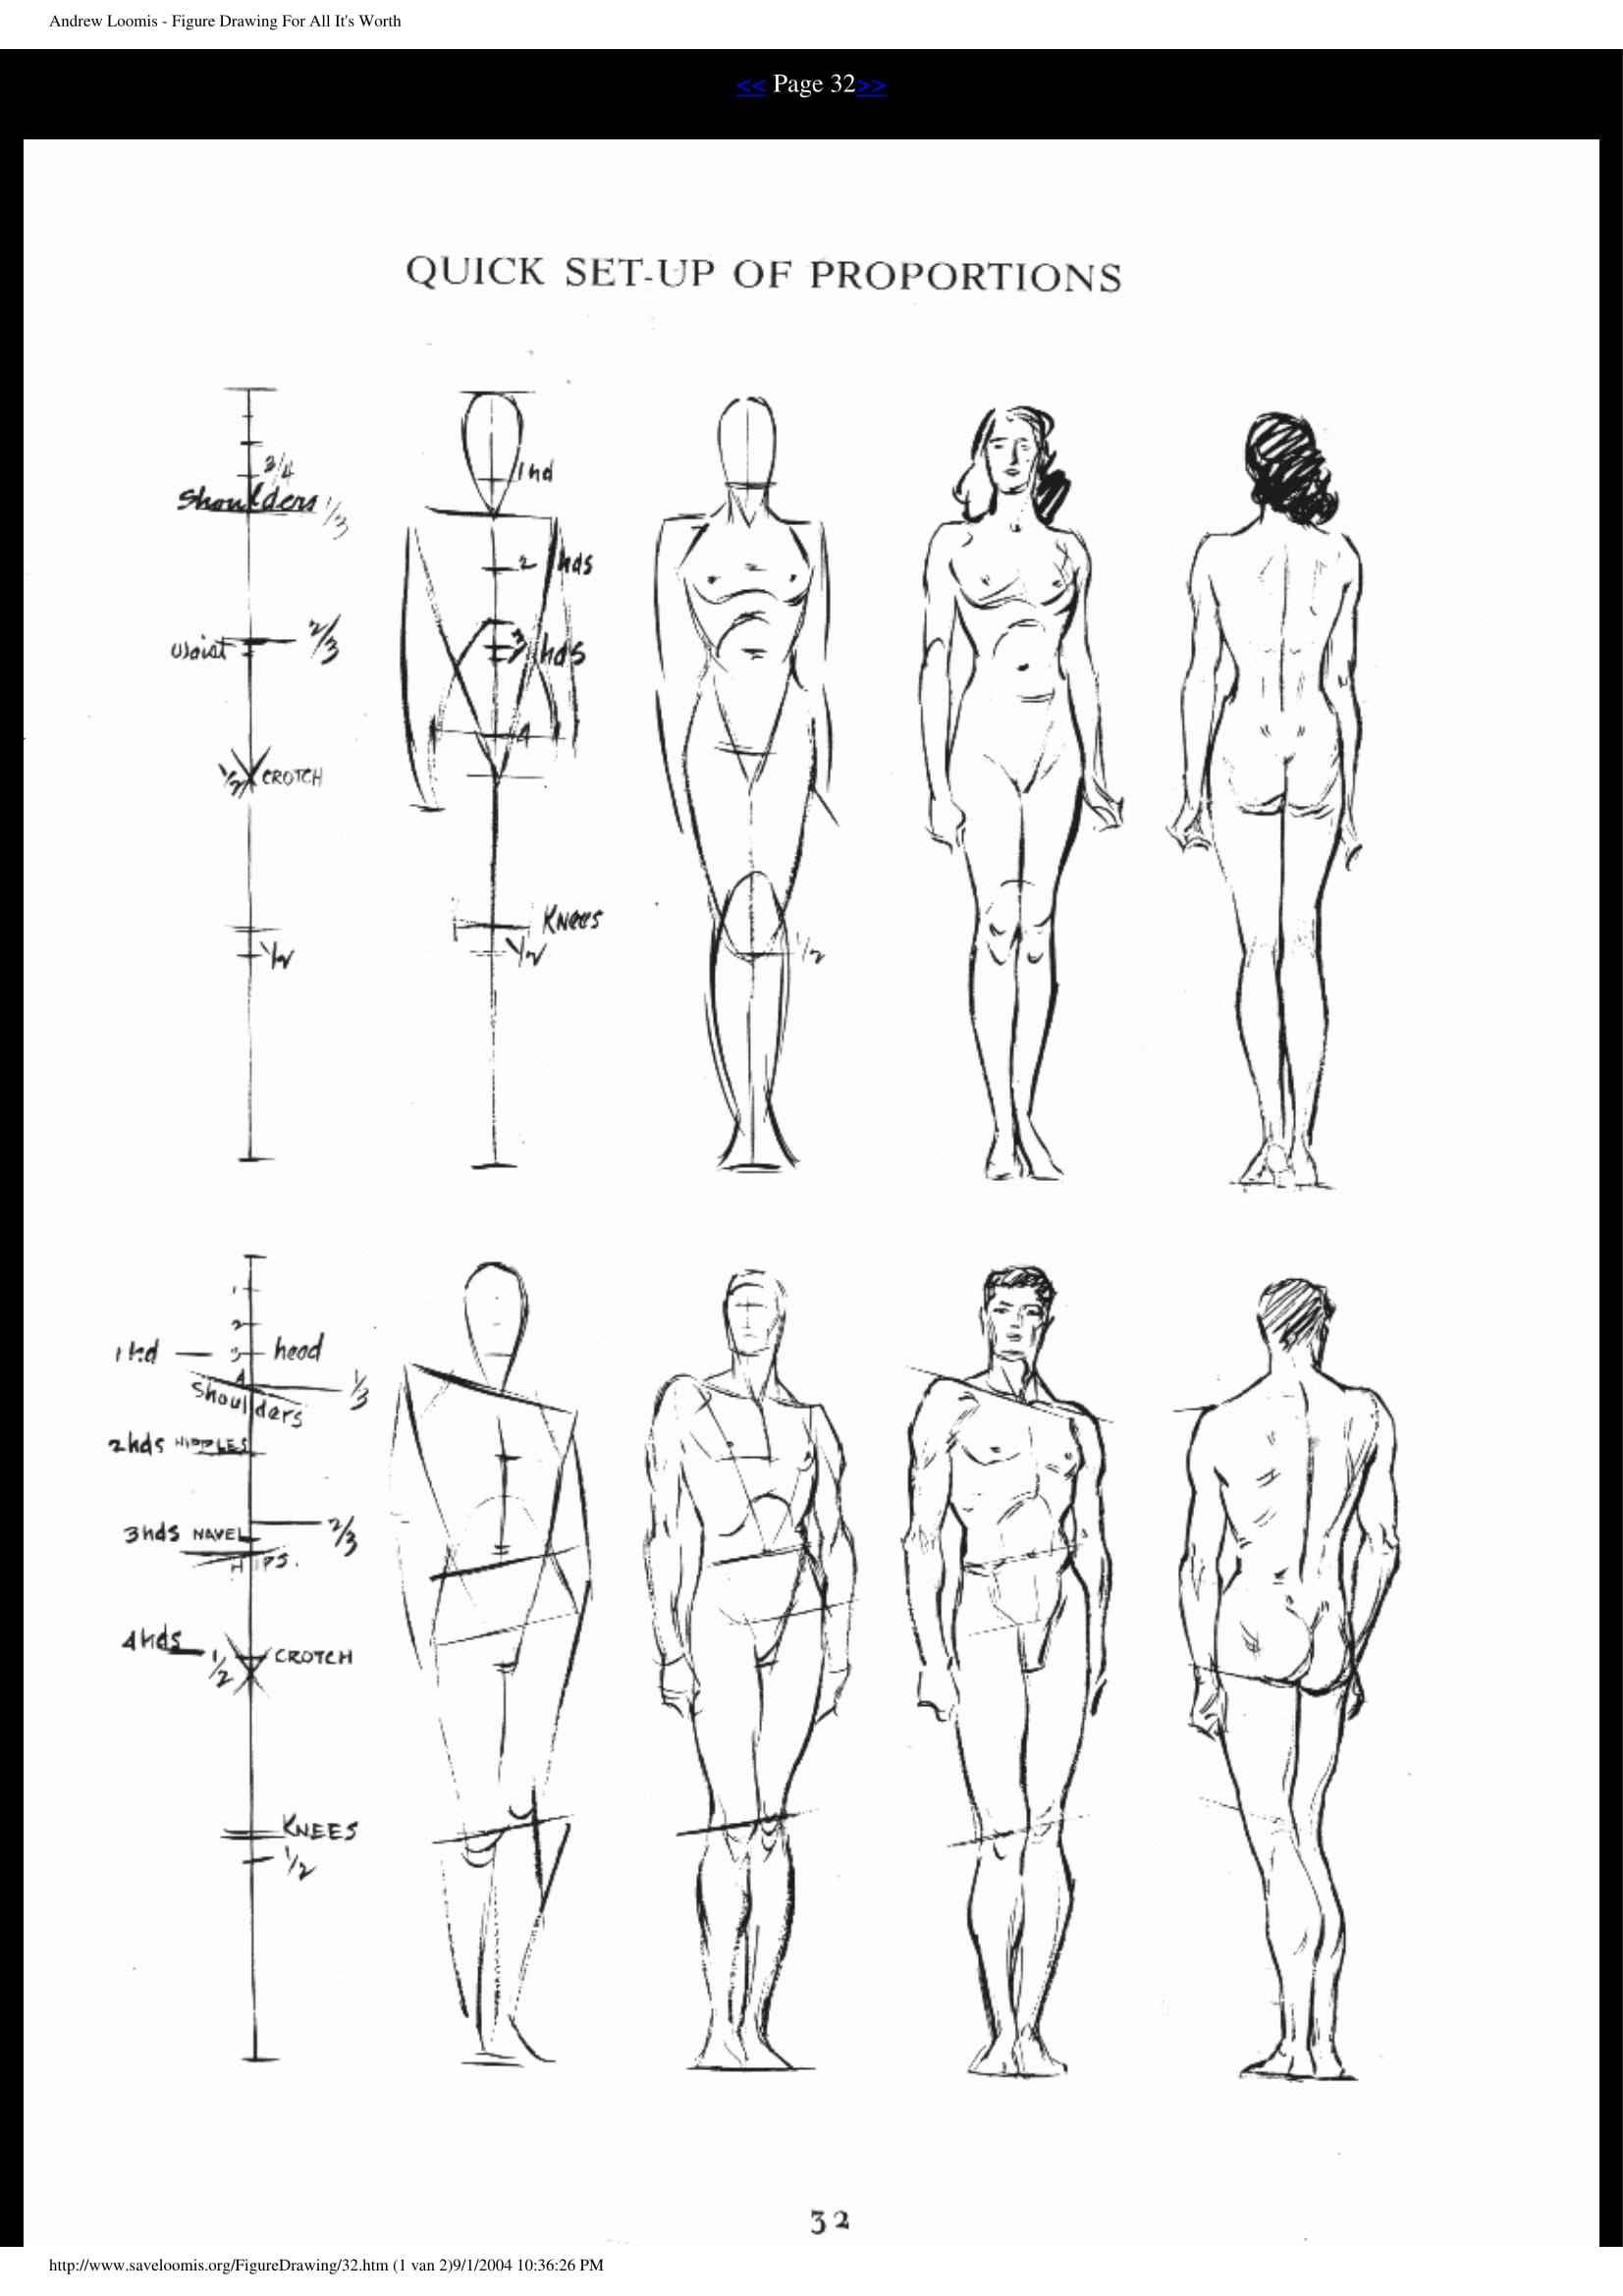 Andrew Loomis - Figure Drawing For All It's Worth
<< Page 32>>
QUICK SET-UP OF PROPORTIONS
3/4
Shoulders 1/3
1 hd
2 hds
Waist 2/3
3 hds
4
1/2 CROTCH
Knees
1/2
1/2
1/2
1
2
1 hd 3 head
4
Shoulders 1/3
2 hds NIPPLES
3 hds NAVEL 2/3
HIPS.
4 hds 1/2 CROTCH
KNEES
1/2
32
http://www.saveloomis.org/FigureDrawing/32.htm (1 van 2)9/1/2004 10:36:26 PM